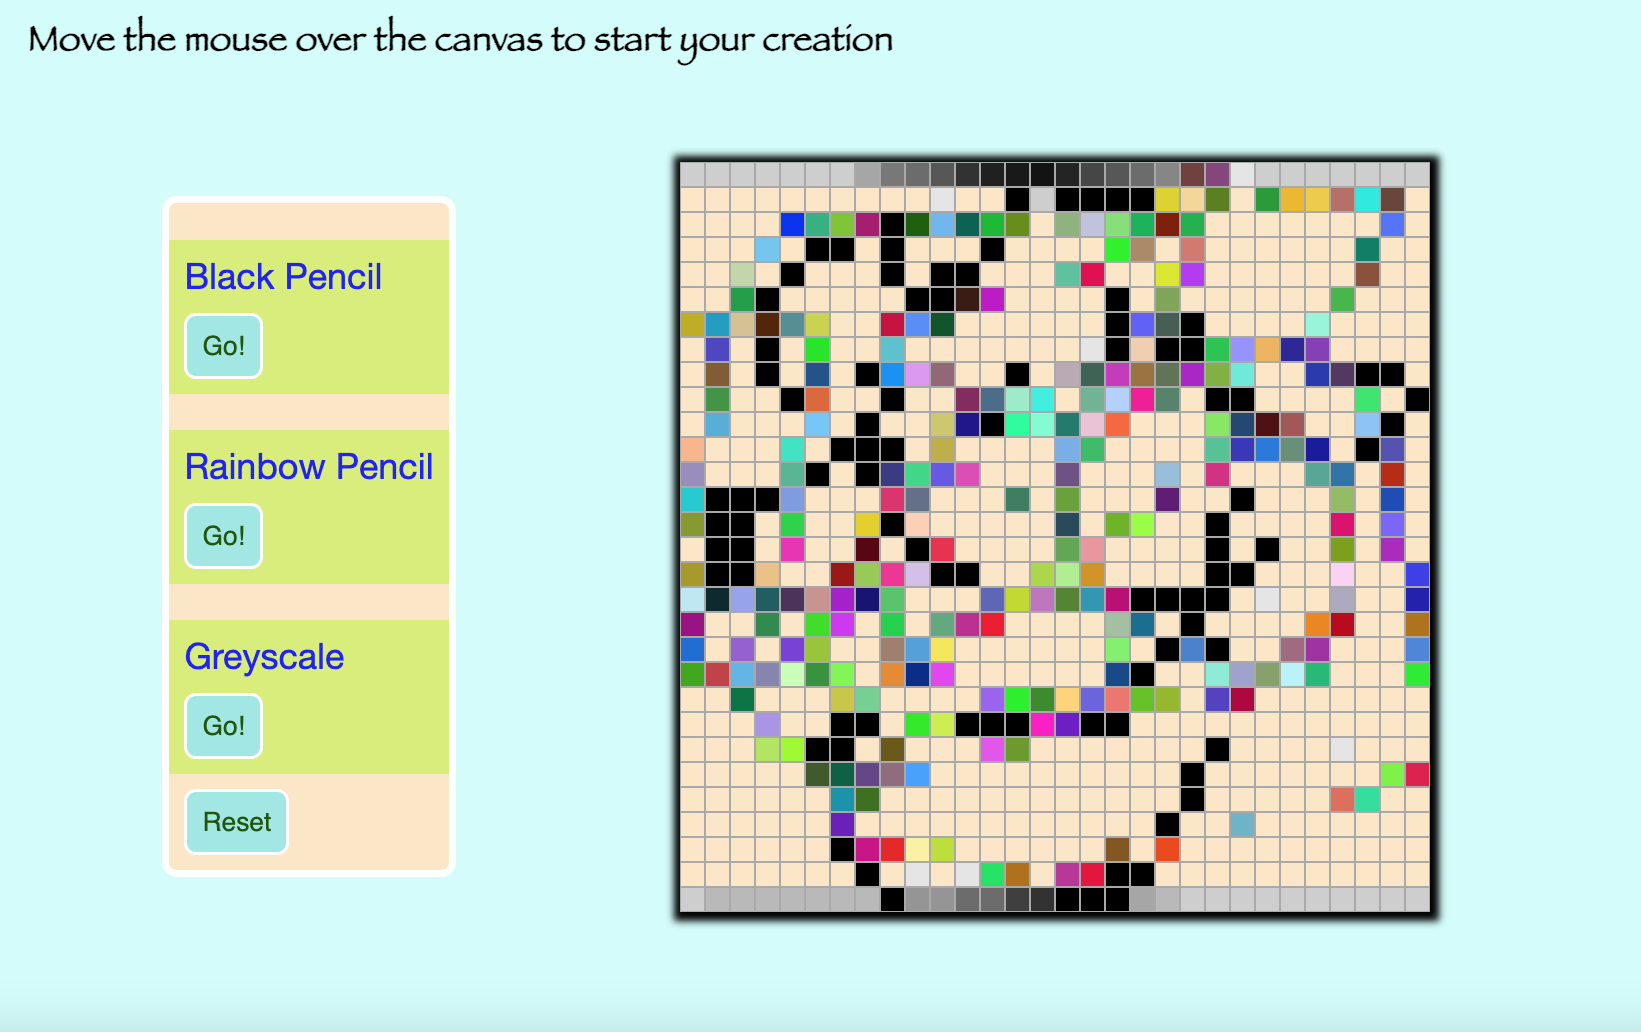 Move the mouse over the canvas to start your creation
Black Pencil
Go!
Rainbow Pencil
Go!
Greyscale
Go!
Reset